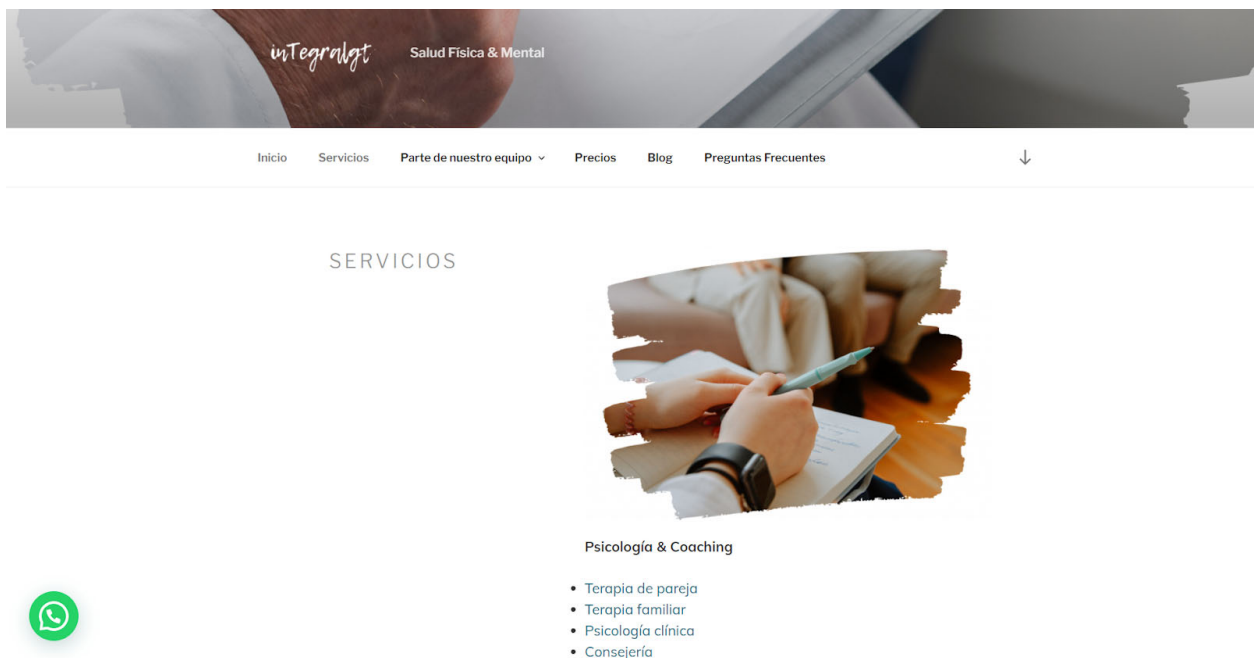 inTegralgt
Salud Física & Mental
Inicio Servicios Parte de nuestro equipo Precios Blog Preguntas Frecuentes
SERVICIOS
Psicología & Coaching
Terapia de pareja
Terapia familiar
Psicología clínica
Consejería